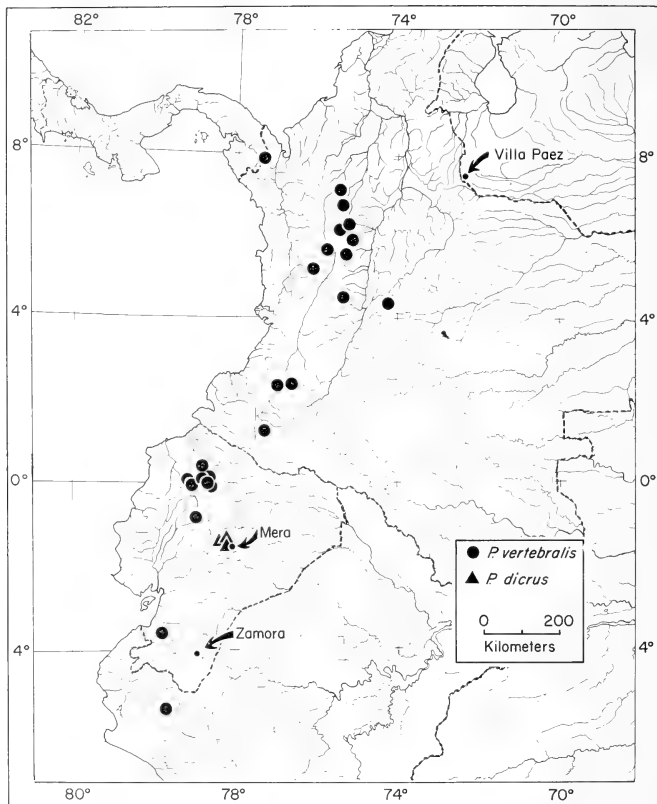 82° 78° 74° 70°
8° 8°
Villa Paez
4° 4°
0° 0°
Mera
P. vertebralis
P. dicrus
0 200
Kilometers
Zamora
4° 4°
80° 78° 74° 72° 70°